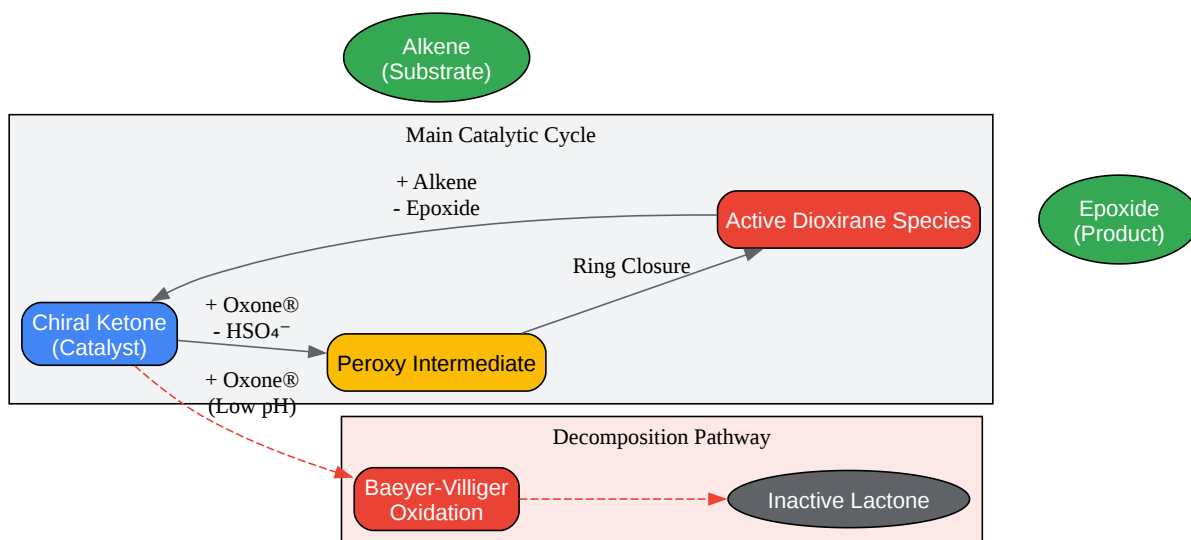 Alkene
(Substrate)
Main Catalytic Cycle
+ Alkene
- Epoxide
Active Dioxirane Species
Epoxide
(Product)
Ring Closure
Chiral Ketone
(Catalyst)
+ Oxone®
- HSO₄⁻
Peroxy Intermediate
+ Oxone®
(Low pH)
Decomposition Pathway
Baeyer-Villiger
Oxidation
Inactive Lactone